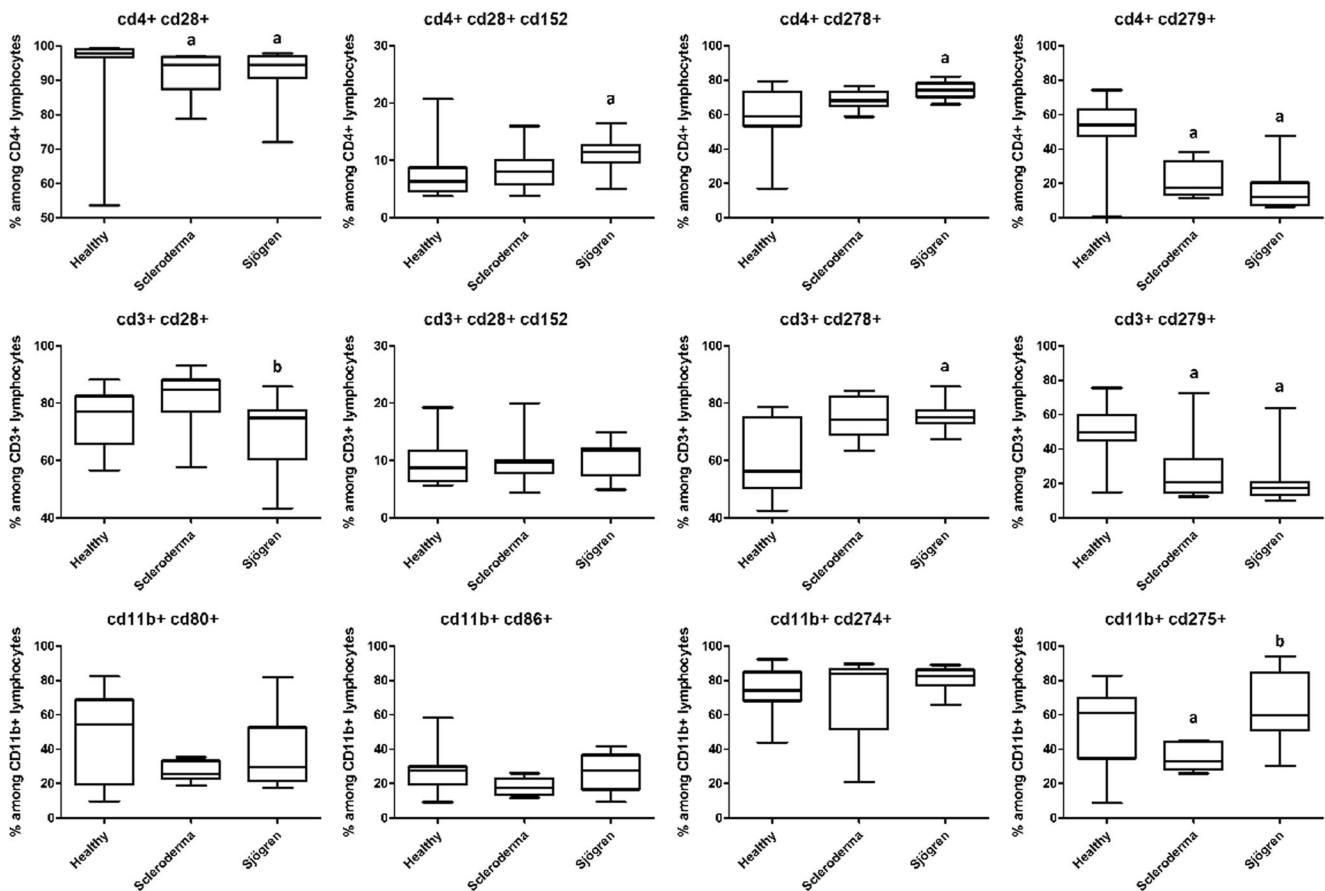 cd4+ cd28+
% among CD4+ lymphocytes
100
90
80
70
60
50
a
a
Healthy
Scleroderma
Sjögren
cd4+ cd28+ cd152
% among CD4+ lymphocytes
30
20
10
0
a
Healthy
Scleroderma
Sjögren
cd4+ cd278+
% among CD4+ lymphocytes
100
80
60
40
20
0
a
Healthy
Scleroderma
Sjögren
cd4+ cd279+
% among CD4+ lymphocytes
100
80
60
40
20
0
a
a
Healthy
Scleroderma
Sjögren
cd3+ cd28+
% among CD3+ lymphocytes
100
80
60
40
b
Healthy
Scleroderma
Sjögren
cd3+ cd28+ cd152
% among CD3+ lymphocytes
30
20
10
0
Healthy
Scleroderma
Sjögren
cd3+ cd278+
% among CD3+ lymphocytes
100
80
60
40
a
Healthy
Scleroderma
Sjögren
cd3+ cd279+
% among CD3+ lymphocytes
100
80
60
40
20
0
a
a
Healthy
Scleroderma
Sjögren
cd11b+ cd80+
% among CD11b+ lymphocytes
100
80
60
40
20
0
Healthy
Scleroderma
Sjögren
cd11b+ cd86+
% among CD11b+ lymphocytes
100
80
60
40
20
0
Healthy
Scleroderma
Sjögren
cd11b+ cd274+
% among CD11b+ lymphocytes
100
80
60
40
20
0
Healthy
Scleroderma
Sjögren
cd11b+ cd275+
% among CD11b+ lymphocytes
100
80
60
40
20
0
a
b
Healthy
Scleroderma
Sjögren